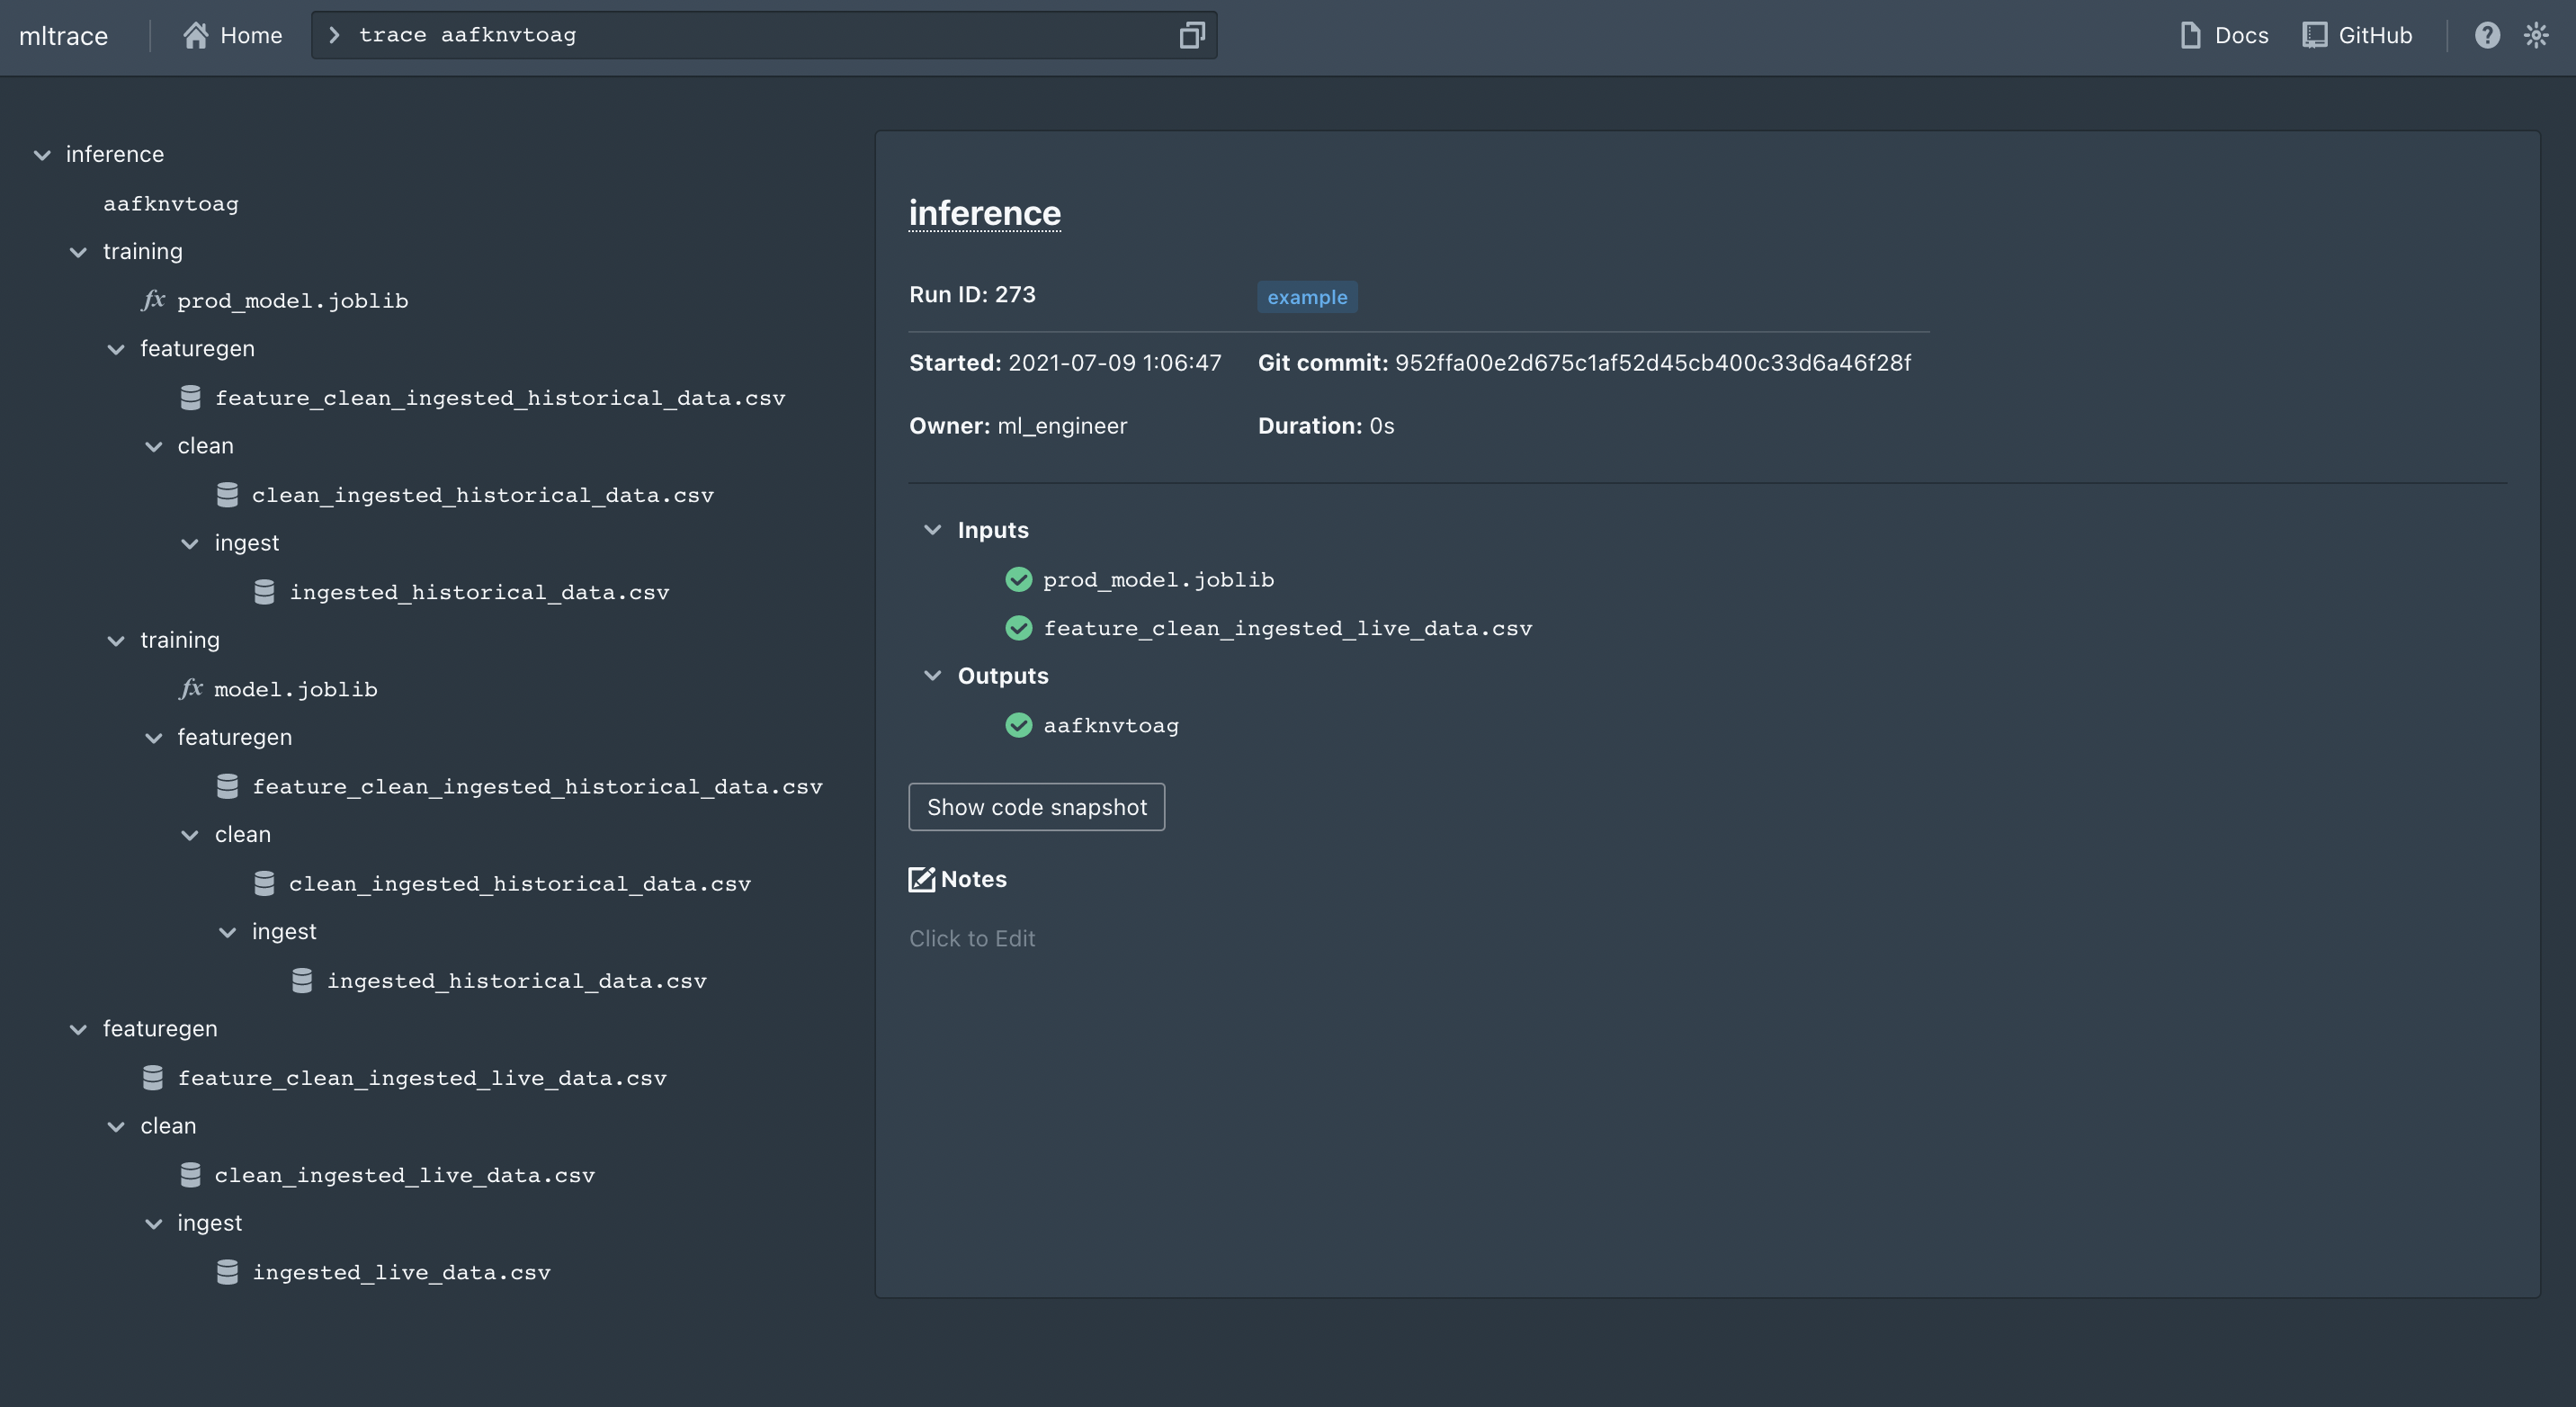 mltrace Home trace aafknvtoag Docs GitHub
inference
aafknvtoag
training
prod_model.joblib
featuregen
feature_clean_ingested_historical_data.csv
clean
clean_ingested_historical_data.csv
ingest
ingested_historical_data.csv
training
model.joblib
featuregen
feature_clean_ingested_historical_data.csv
clean
clean_ingested_historical_data.csv
ingest
ingested_historical_data.csv
featuregen
feature_clean_ingested_live_data.csv
clean
clean_ingested_live_data.csv
ingest
ingested_live_data.csv
inference
Run ID: 273 example
Started: 2021-07-09 1:06:47 Git commit: 952ffa00e2d675c1af52d45cb400c33d6a46f28f
Owner: ml_engineer Duration: 0s
Inputs
prod_model.joblib
feature_clean_ingested_live_data.csv
Outputs
aafknvtoag
Show code snapshot
Notes
Click to Edit